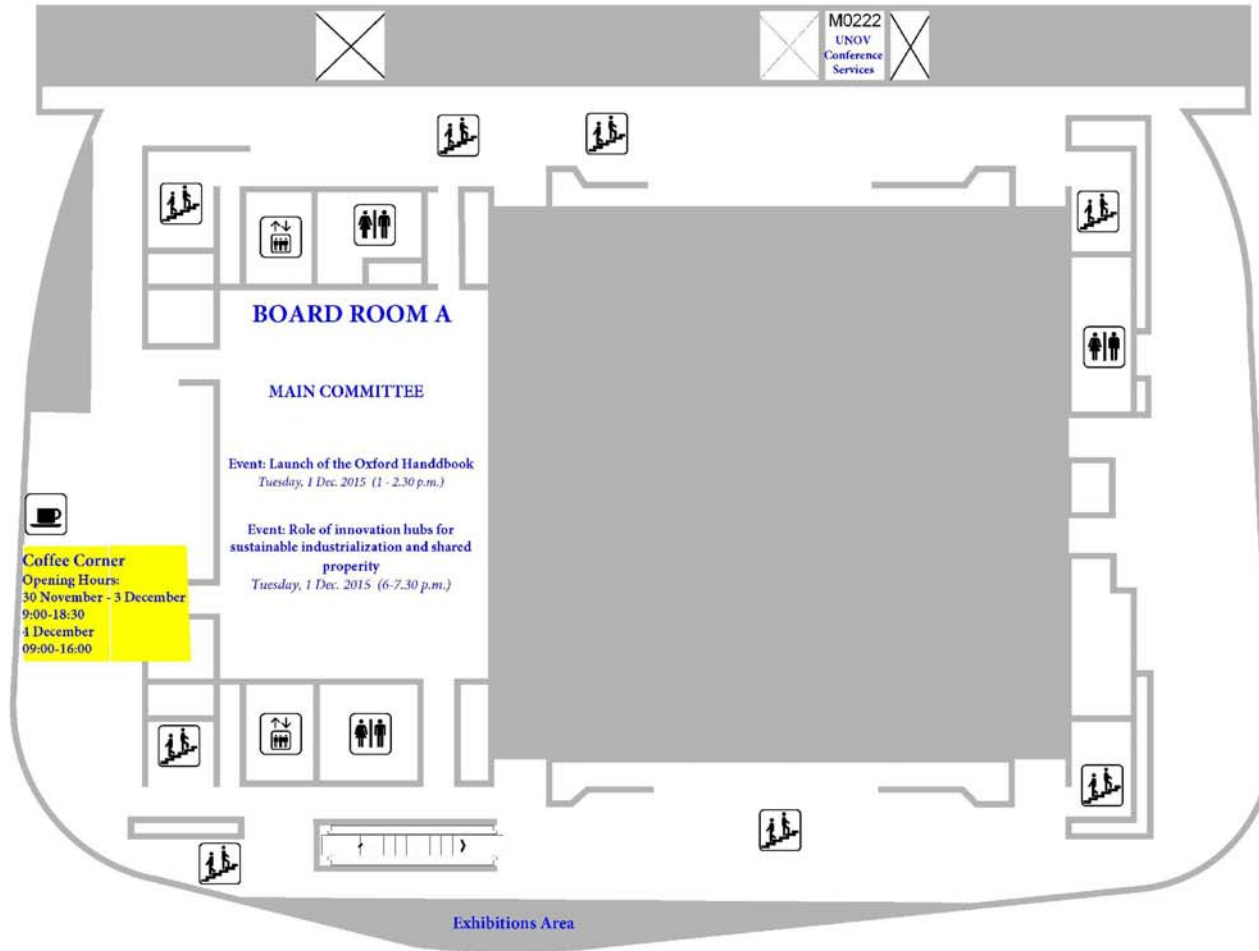 M0222
UNOV
Conference
Services
BOARD ROOM A
MAIN COMMITTEE
Event: Launch of the Oxford Handdbook
Tuesday, 1 Dec. 2015 (1 - 2.30 p.m.)
Event: Role of innovation hubs for
sustainable industrialization and shared
properity
Tuesday, 1 Dec. 2015 (6-7.30 p.m.)
Coffee Corner
Opening Hours:
30 November - 3 December
9:00-18:30
4 December
09:00-16:00
Exhibitions Area